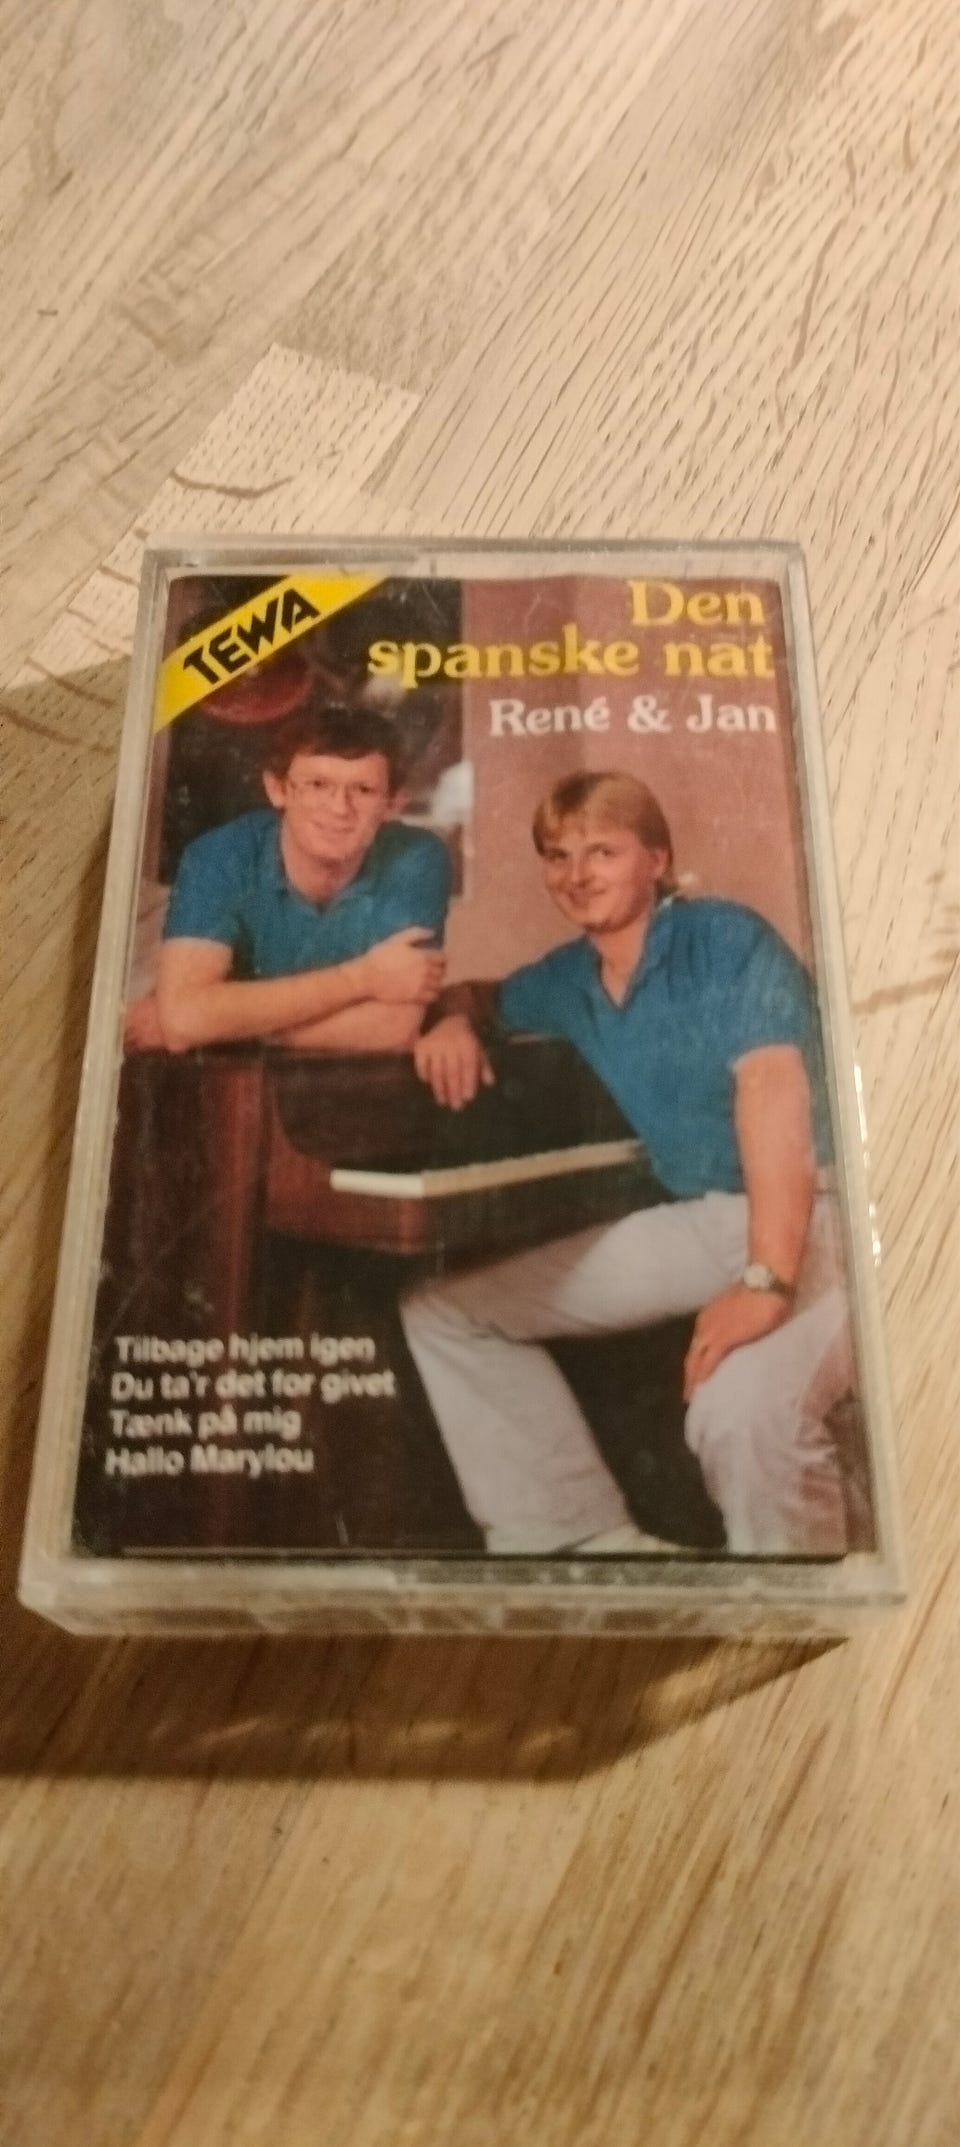 TEWA
Den
spanske nat
René & Jan
Tilbage hjem igen
Du ta'r det for givet
Tænk på mig
Hallo Marylou